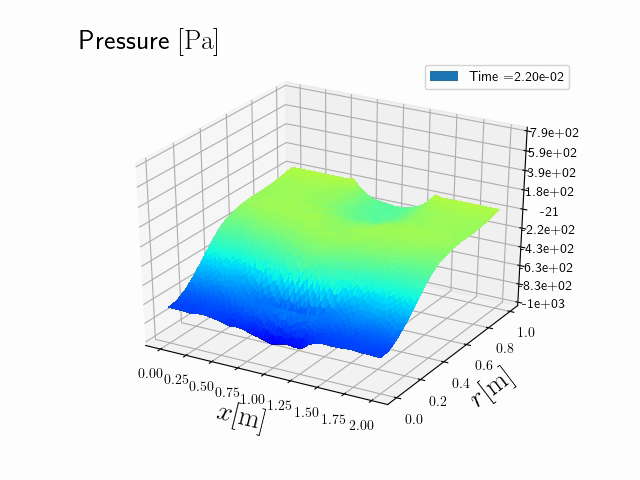 Pressure [Pa]
Time =2.20e-02
7.9e+02
5.9e+02
3.9e+02
1.8e+02
-21
-2.2e+02
-4.3e+02
-6.3e+02
-8.3e+02
-1e+03
1.0
0.8
0.6
0.4
0.2
0.0
r[m]
0.00 0.25 0.50 0.75 1.00 1.25 1.50 1.75 2.00
x[m]